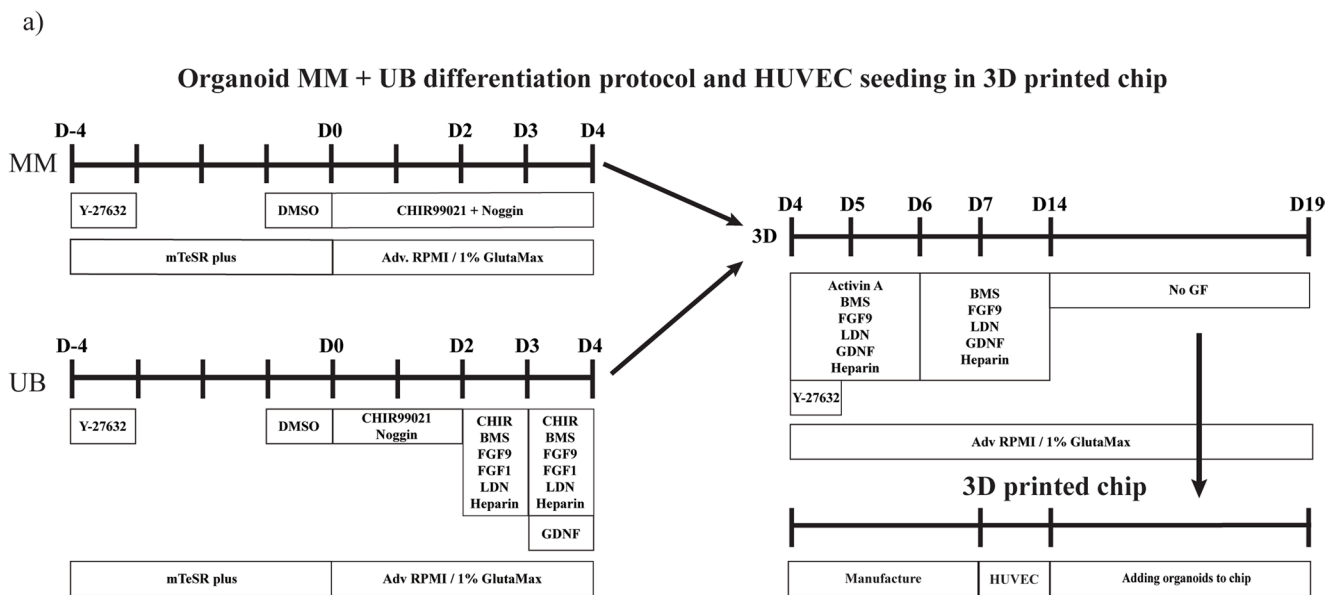 a)
Organoid MM + UB differentiation protocol and HUVEC seeding in 3D printed chip
D-4 D0 D2 D3 D4
MM
Y-27632 DMSO CHIR99021 + Noggin
mTeSR plus Adv. RPMI / 1% GlutaMax
D-4 D0 D2 D3 D4
UB
Y-27632 DMSO
CHIR99021
Noggin
CHIR
BMS
FGF9
FGF1
LDN
Heparin
CHIR
BMS
FGF9
FGF1
LDN
Heparin
GDNF
mTeSR plus Adv RPMI / 1% GlutaMax
D4 D5 D6 D7 D14 D19
3D
Activin A
BMS
FGF9
LDN
GDNF
Heparin
BMS
FGF9
LDN
GDNF
Heparin
No GF
Y-27632
Adv RPMI / 1% GlutaMax
3D printed chip
Manufacture HUVEC Adding organoids to chip